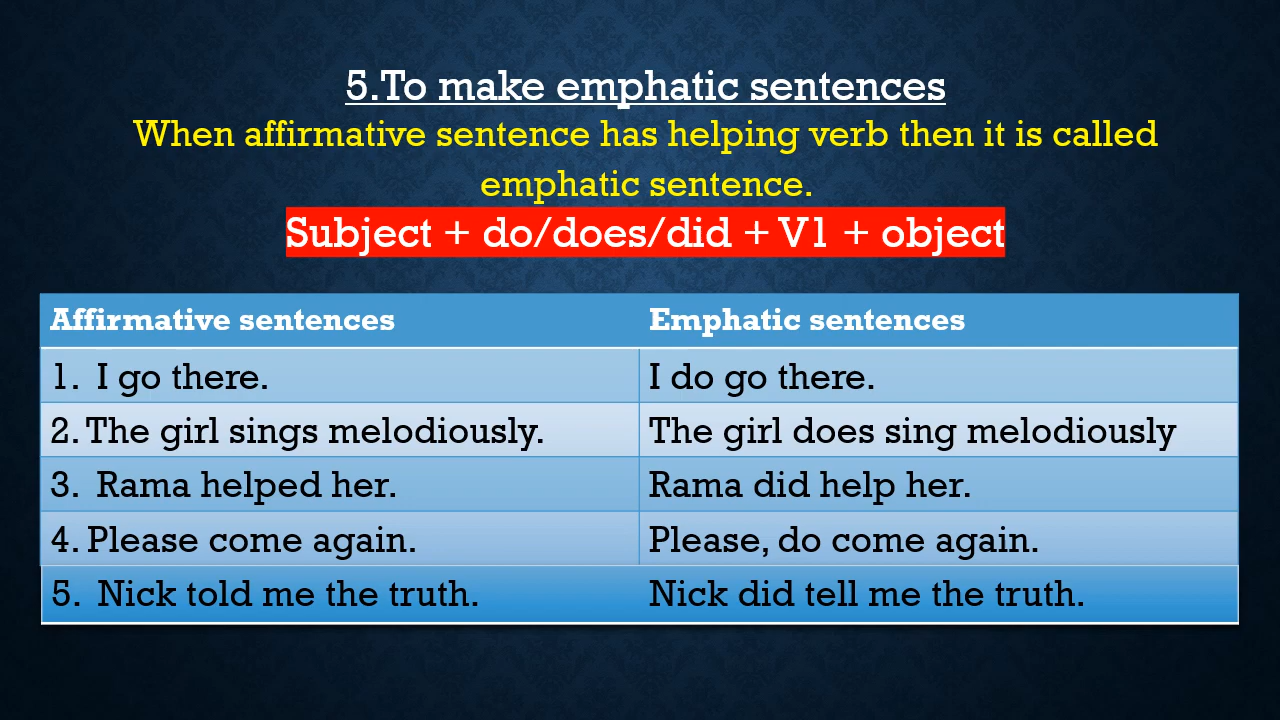 5.To make emphatic sentences
When affirmative sentence has helping verb then it is called
emphatic sentence.
Subject + do/does/did + V1 + object
Affirmative sentences Emphatic sentences
1. I go there. I do go there.
2. The girl sings melodiously. The girl does sing melodiously
3. Rama helped her. Rama did help her.
4. Please come again. Please, do come again.
5. Nick told me the truth. Nick did tell me the truth.